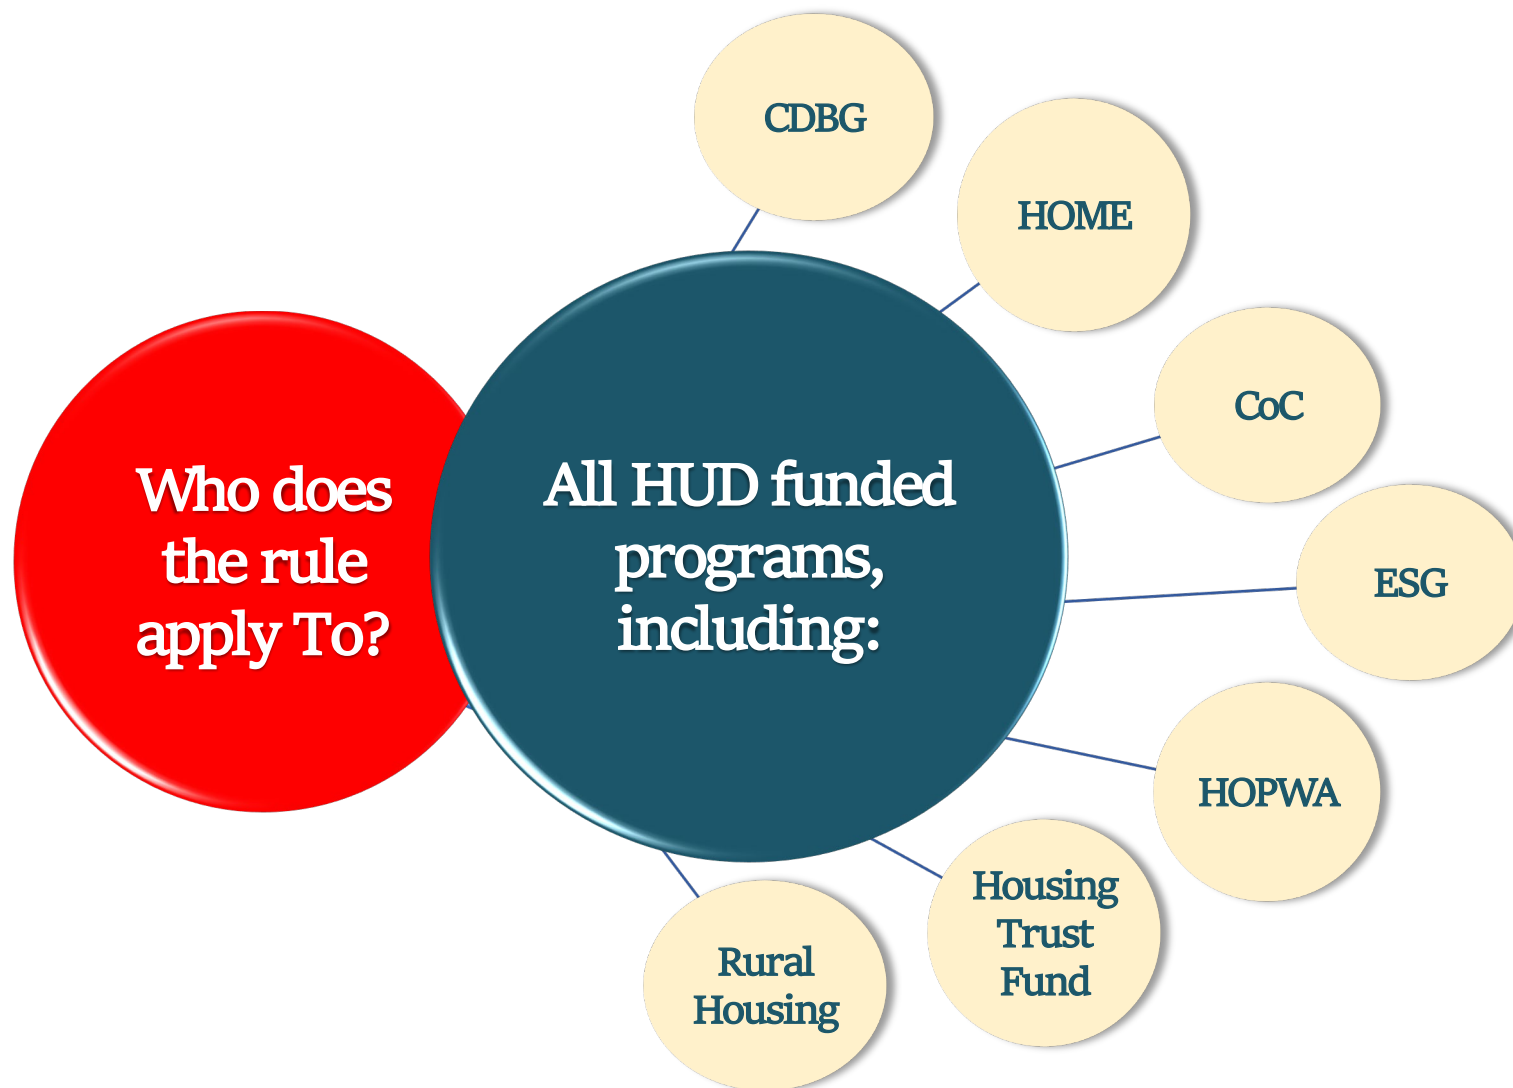 Who does
the rule
apply To?
All HUD funded
programs,
including:
CDBG
HOME
CoC
ESG
HOPWA
Housing
Trust
Fund
Rural
Housing